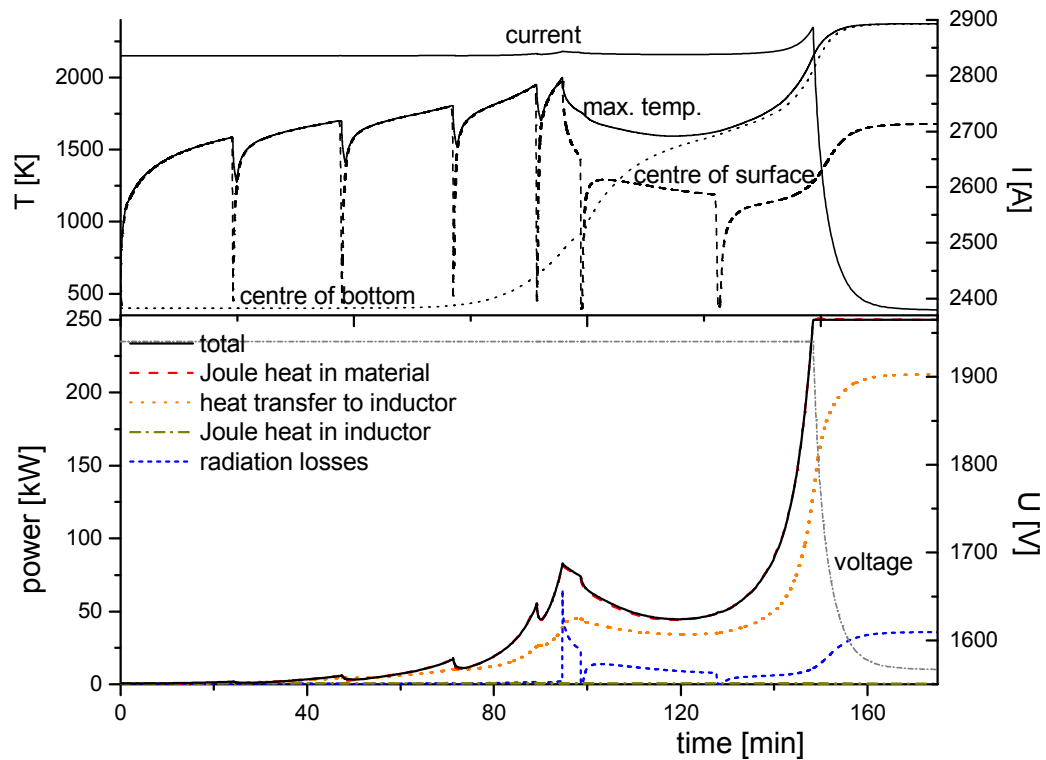 current
max. temp.
centre of surface
centre of bottom
T [K]
2000
1500
1000
500
I [A]
2900
2800
2700
2600
2500
2400
total
Joule heat in material
heat transfer to inductor
Joule heat in inductor
radiation losses
voltage
power [kW]
250
200
150
100
50
0
U [V]
1900
1800
1700
1600
0
40
80
120
160
time [min]